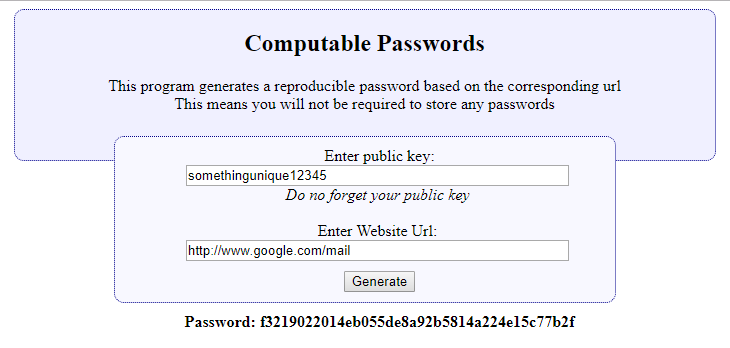 Computable Passwords
This program generates a reproducible password based on the corresponding url
This means you will not be required to store any passwords
Enter public key:
somethingunique12345
Do no forget your public key
Enter Website Url:
http://www.google.com/mail
Generate
Password: f3219022014eb055de8a92b5814a224e15c77b2f